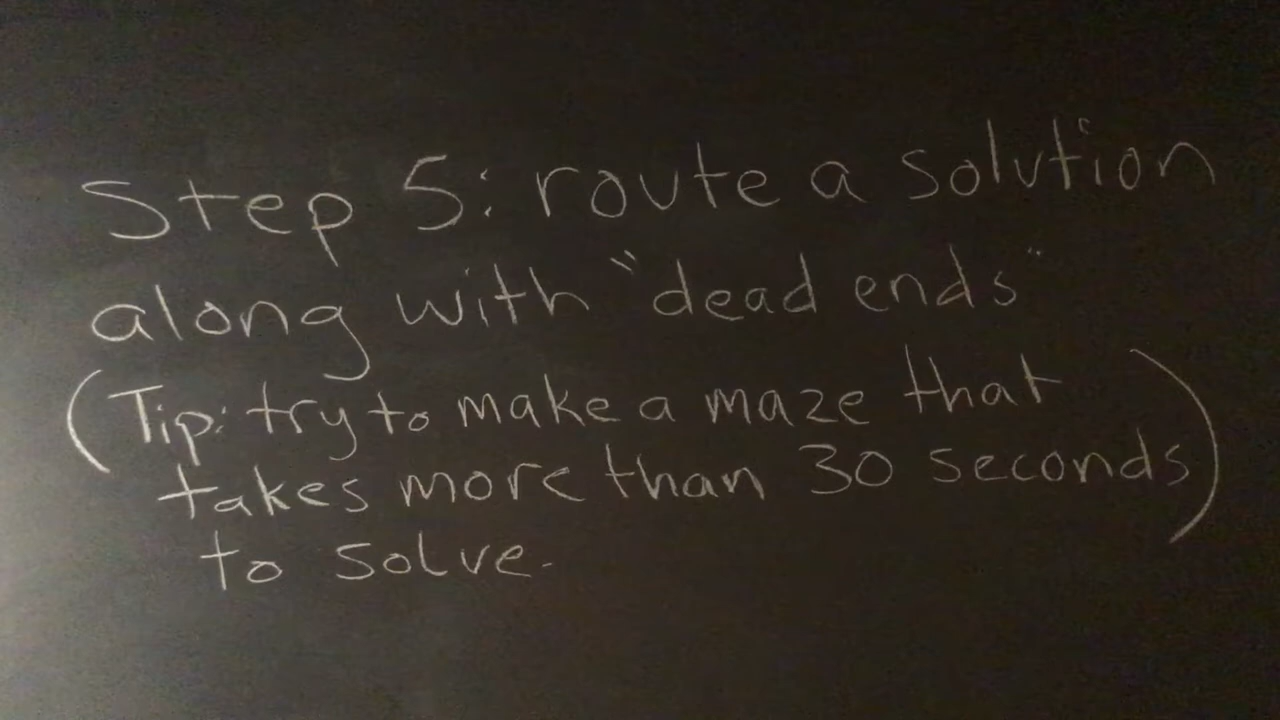 Step 5: route a solution
along with "dead ends"
(Tip: try to make a maze that
takes more than 30 seconds)
to solve.